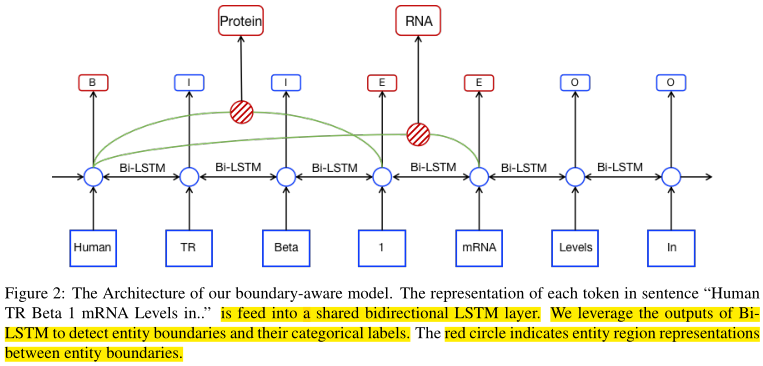 Protein RNA
B I I E E O O
Bi-LSTM Bi-LSTM Bi-LSTM Bi-LSTM Bi-LSTM Bi-LSTM
Human TR Beta 1 mRNA Levels In
Figure 2: The Architecture of our boundary-aware model. The representation of each token in sentence “Human
TR Beta 1 mRNA Levels in..” is feed into a shared bidirectional LSTM layer. We leverage the outputs of Bi-
LSTM to detect entity boundaries and their categorical labels. The red circle indicates entity region representations
between entity boundaries.